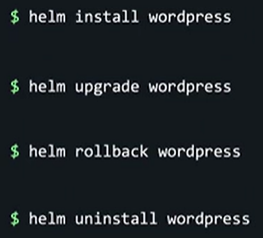 $ helm install wordpress
$ helm upgrade wordpress
$ helm rollback wordpress
$ helm uninstall wordpress